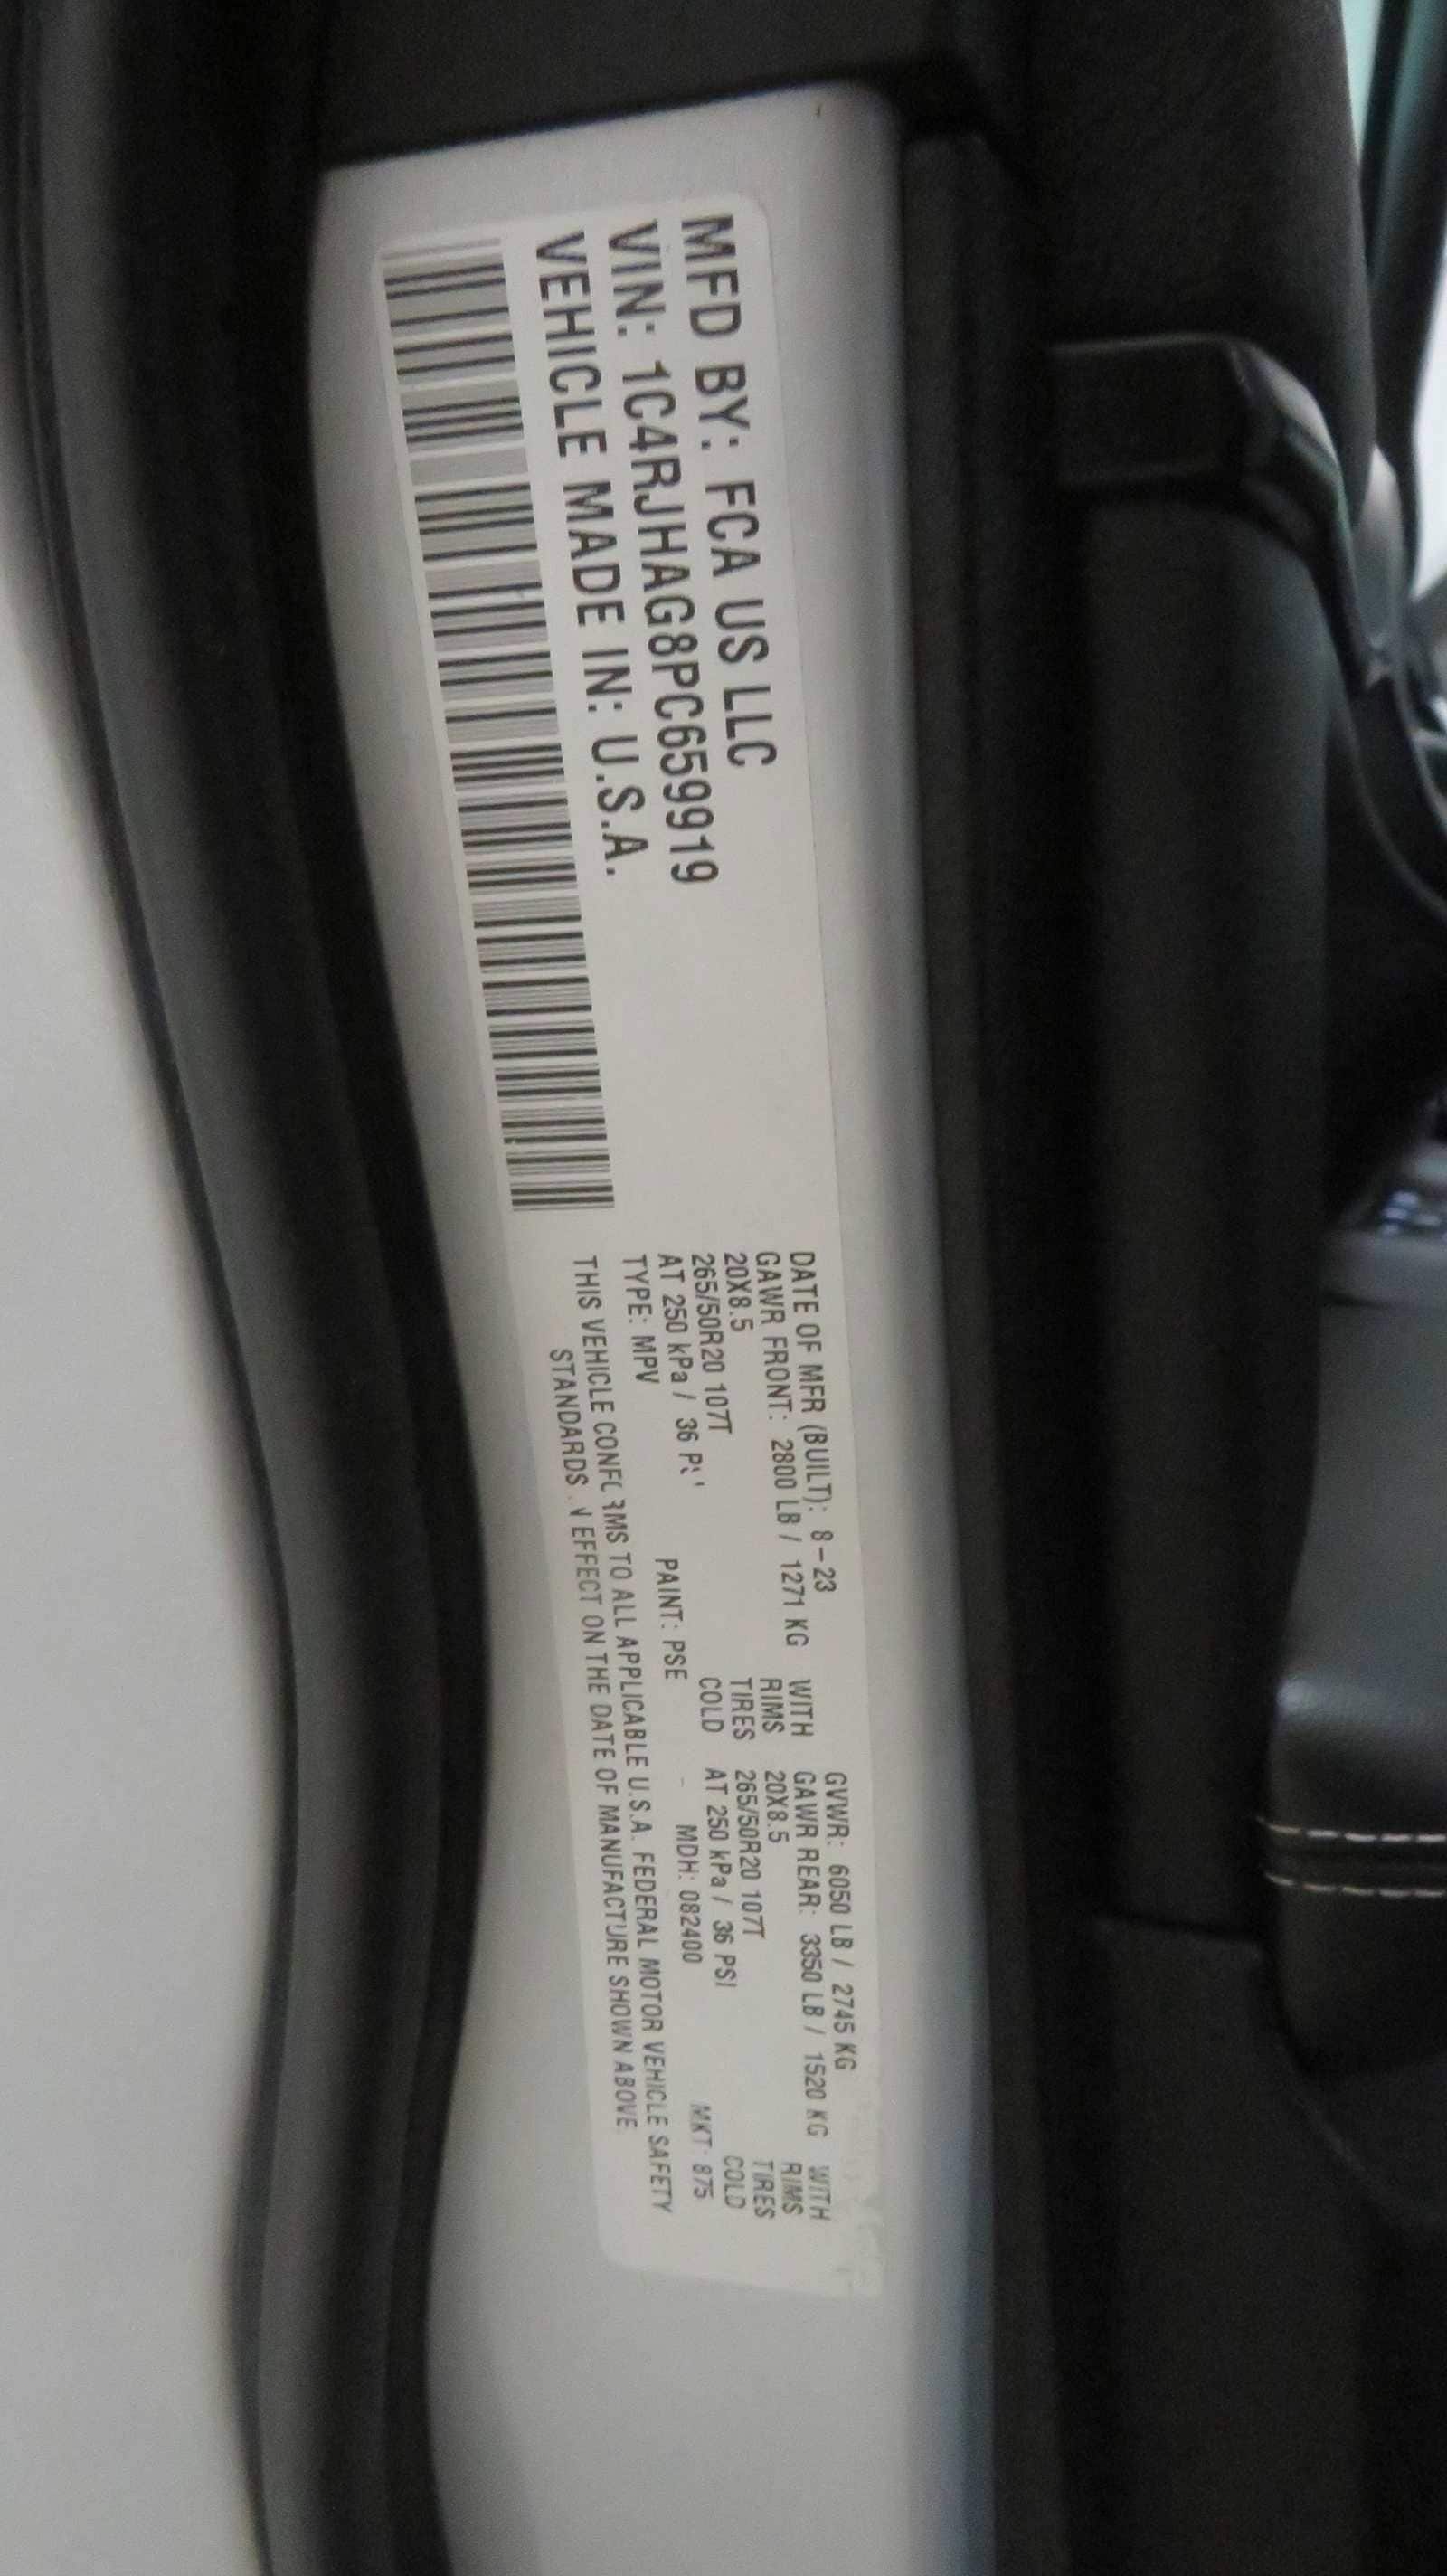 MFD BY: FCA US LLC
VIN: 1C4RJHAG8PC659919
VEHICLE MADE IN: U.S.A.
DATE OF MFR (BUILT): 8-23 GVWR: 6050 LB / 2745 KG
GAWR FRONT: 2800 LB / 1271 KG WITH GAWR REAR: 3350 LB / 1520 KG WITH
20X8.5 RIMS 20X8.5 RIMS
265/50R20 107T TIRES 265/50R20 107T TIRES
AT 250 kPa / 36 PSI COLD AT 250 kPa / 36 PSI COLD
TYPE: MPV PAINT: PSE - MDH: 082400 MKT: 875
THIS VEHICLE CONFORMS TO ALL APPLICABLE U.S.A. FEDERAL MOTOR VEHICLE SAFETY
STANDARDS IN EFFECT ON THE DATE OF MANUFACTURE SHOWN ABOVE.